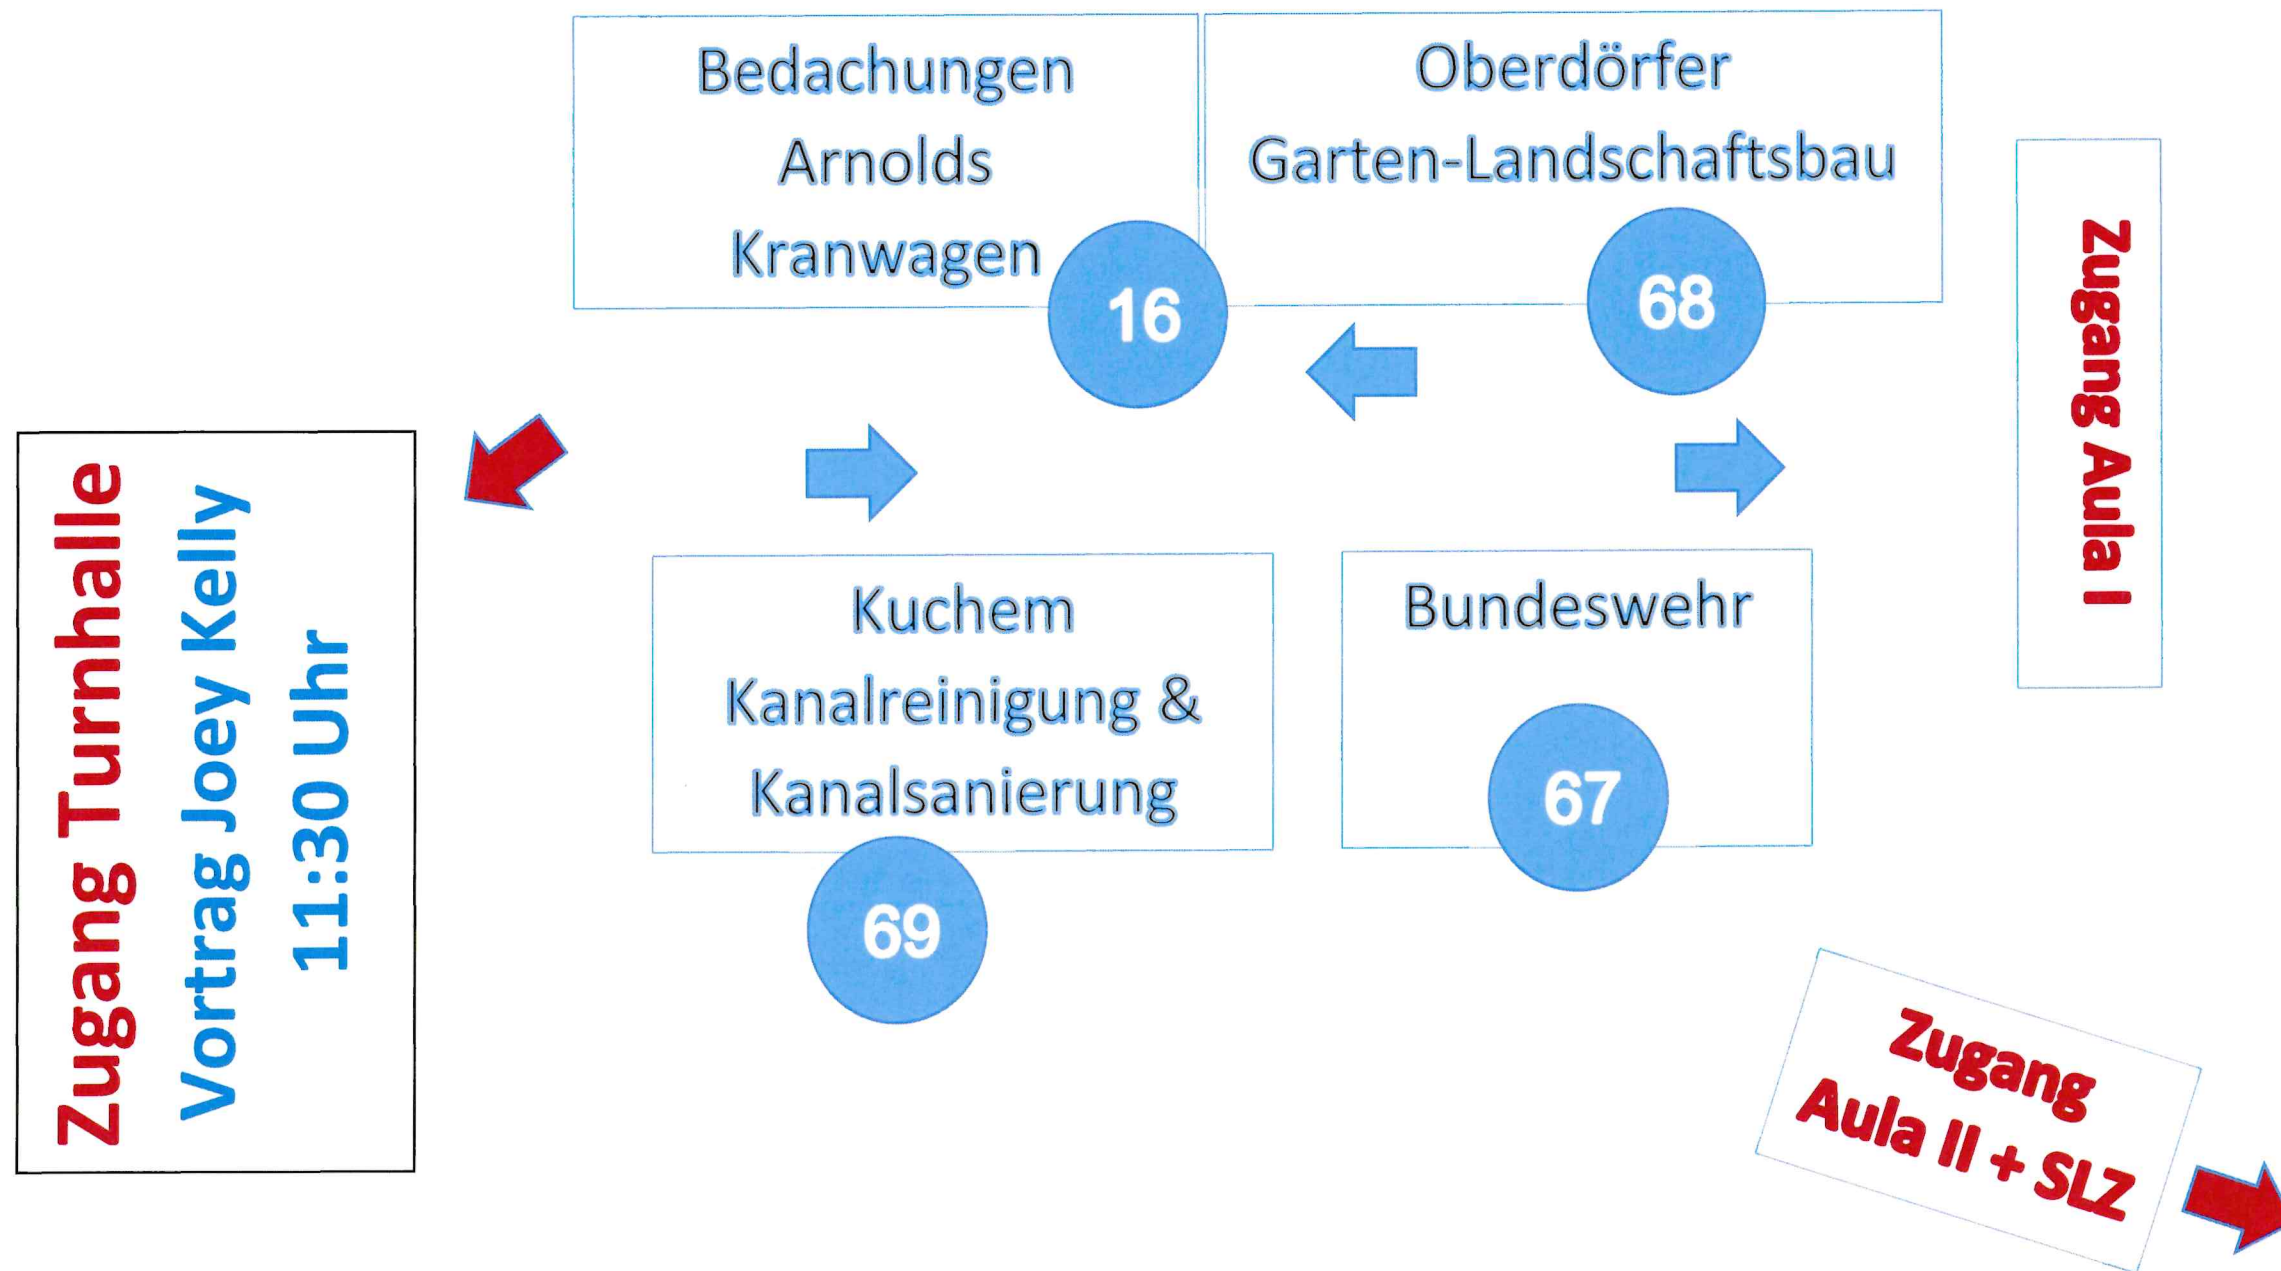 Bedachungen
Arnolds
Kranwagen
16
Oberdörfer
Garten-Landschaftsbau
68
Zugang Aula I
Zugang Turnhalle
Vortrag Joey Kelly
11:30 Uhr
Kuchem
Kanalreinigung &
Kanalsanierung
69
Bundeswehr
67
Zugang
Aula II + SLZ